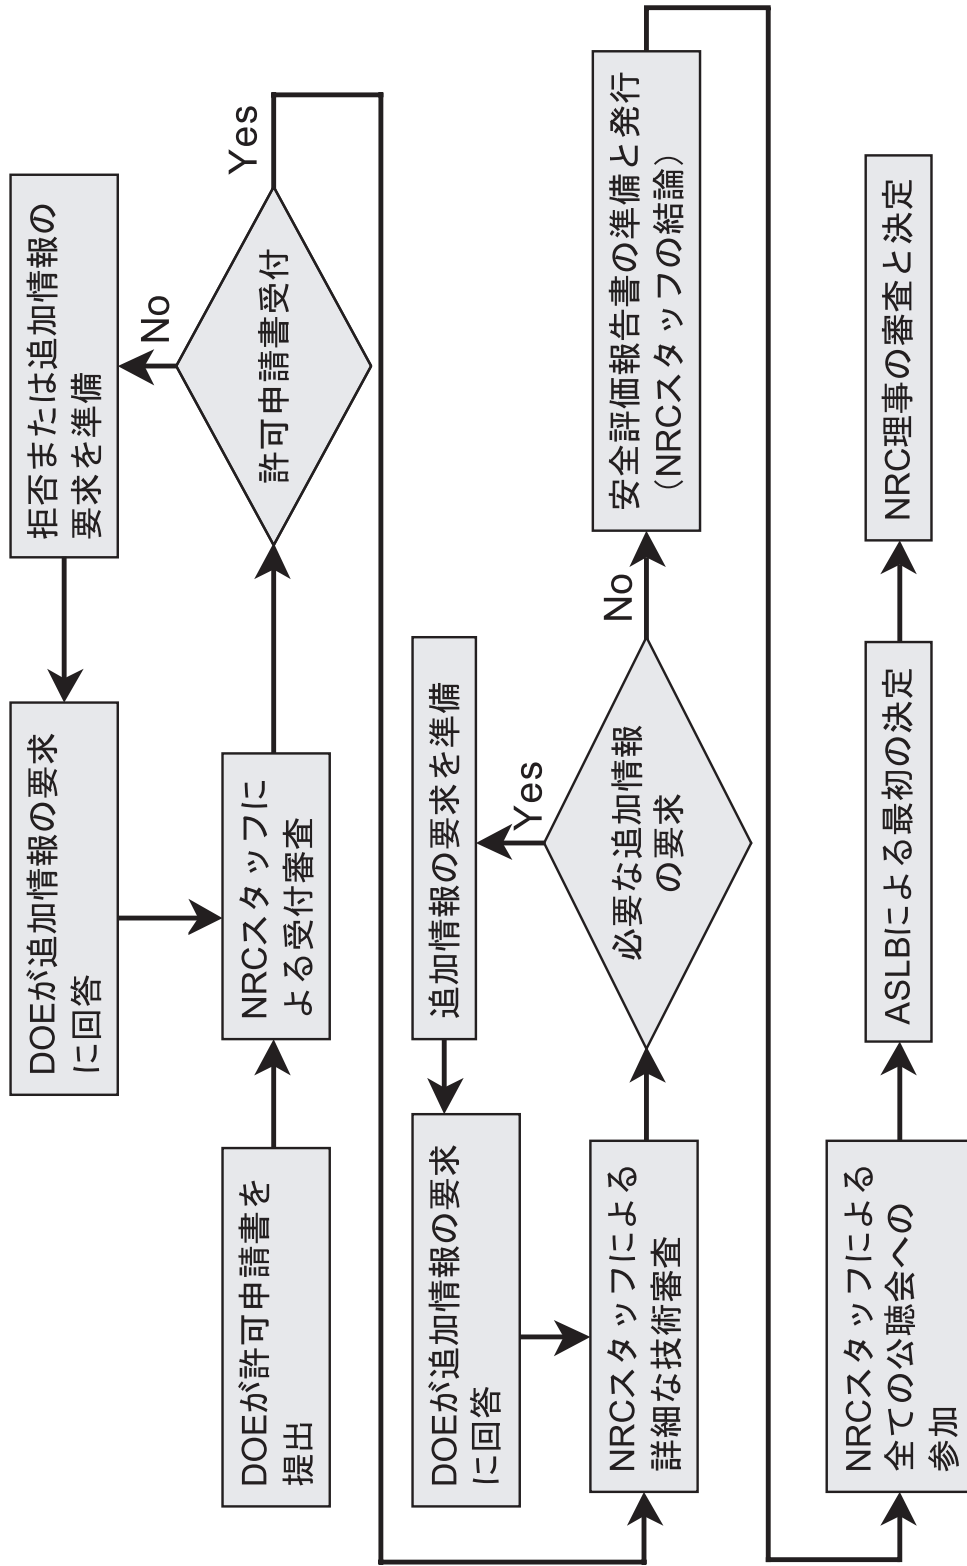 拒否または追加情報の
要求を準備
DOEが追加情報の要求
に回答
No
Yes
DOEが許可申請書を
提出
NRCスタッフに
よる受付審査
許可申請書受付
追加情報の要求を準備
DOEが追加情報の要求
に回答
Yes
No
NRCスタッフによる
詳細な技術審査
必要な追加情報
の要求
安全評価報告書の準備と発行
（NRCスタッフの結論）
NRCスタッフによる
全ての公聴会への
参加
ASLBによる最初の決定
NRC理事の審査と決定